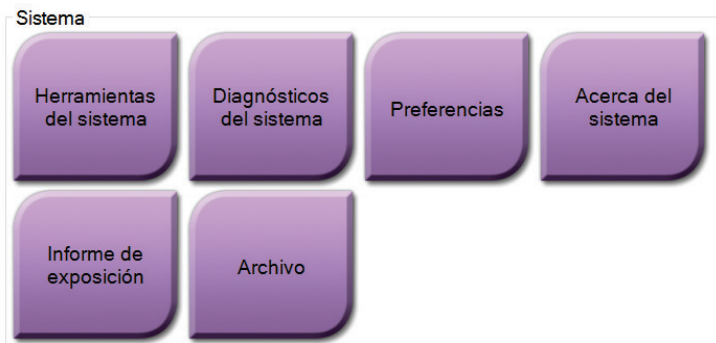 Sistema
Herramientas
del sistema
Diagnósticos
del sistema
Preferencias
Acerca del
sistema
Informe de
exposición
Archivo